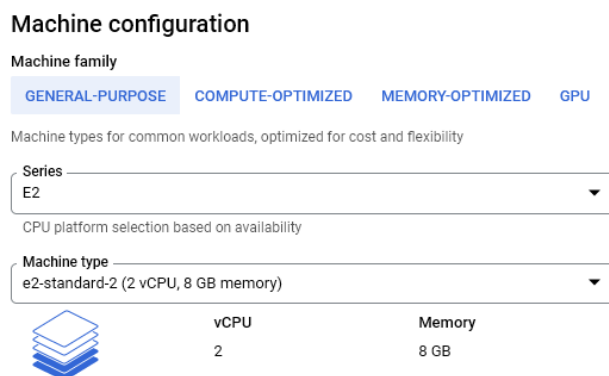 Machine configuration
Machine family
GENERAL-PURPOSE COMPUTE-OPTIMIZED MEMORY-OPTIMIZED GPU
Machine types for common workloads, optimized for cost and flexibility
Series
E2
CPU platform selection based on availability
Machine type
e2-standard-2 (2 vCPU, 8 GB memory)
vCPU Memory
2 8 GB